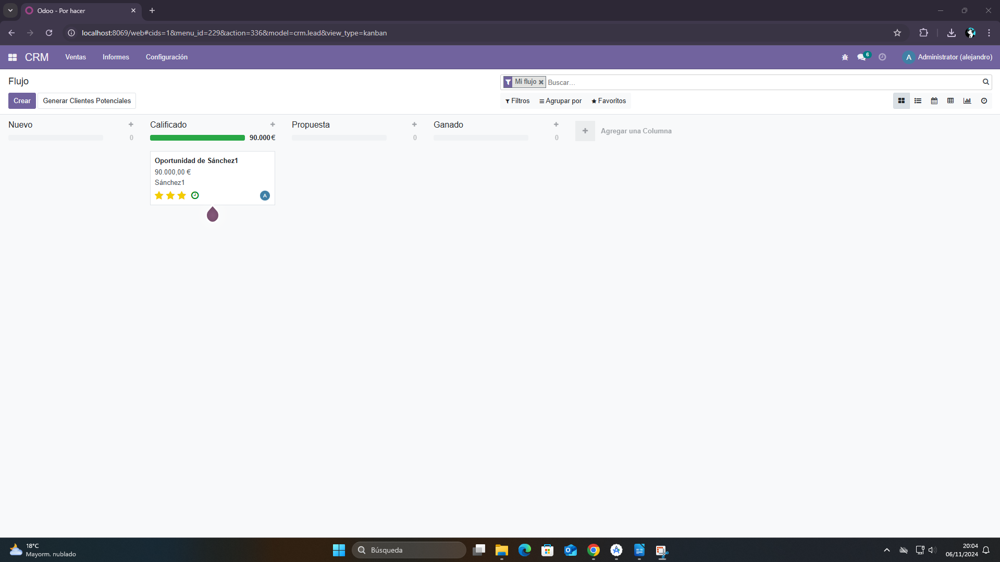 Odoo - Por hacer
localhost:8069/web#cids=1&menu_id=229&action=336&model=crm.lead&view_type=kanban
CRM Ventas Informes Configuración 6 A Administrator (alejandro)
Flujo
Mi flujo Buscar...
Crear Generar Clientes Potenciales
Filtros Agrupar por Favoritos
Nuevo
0
Calificado
90.000 €
Propuesta
0
Ganado
0
Agregar una Columna
Oportunidad de Sánchez1
90.000,00 €
Sánchez1
A
18°C
Mayorm. nublado
Búsqueda
20:04
06/11/2024